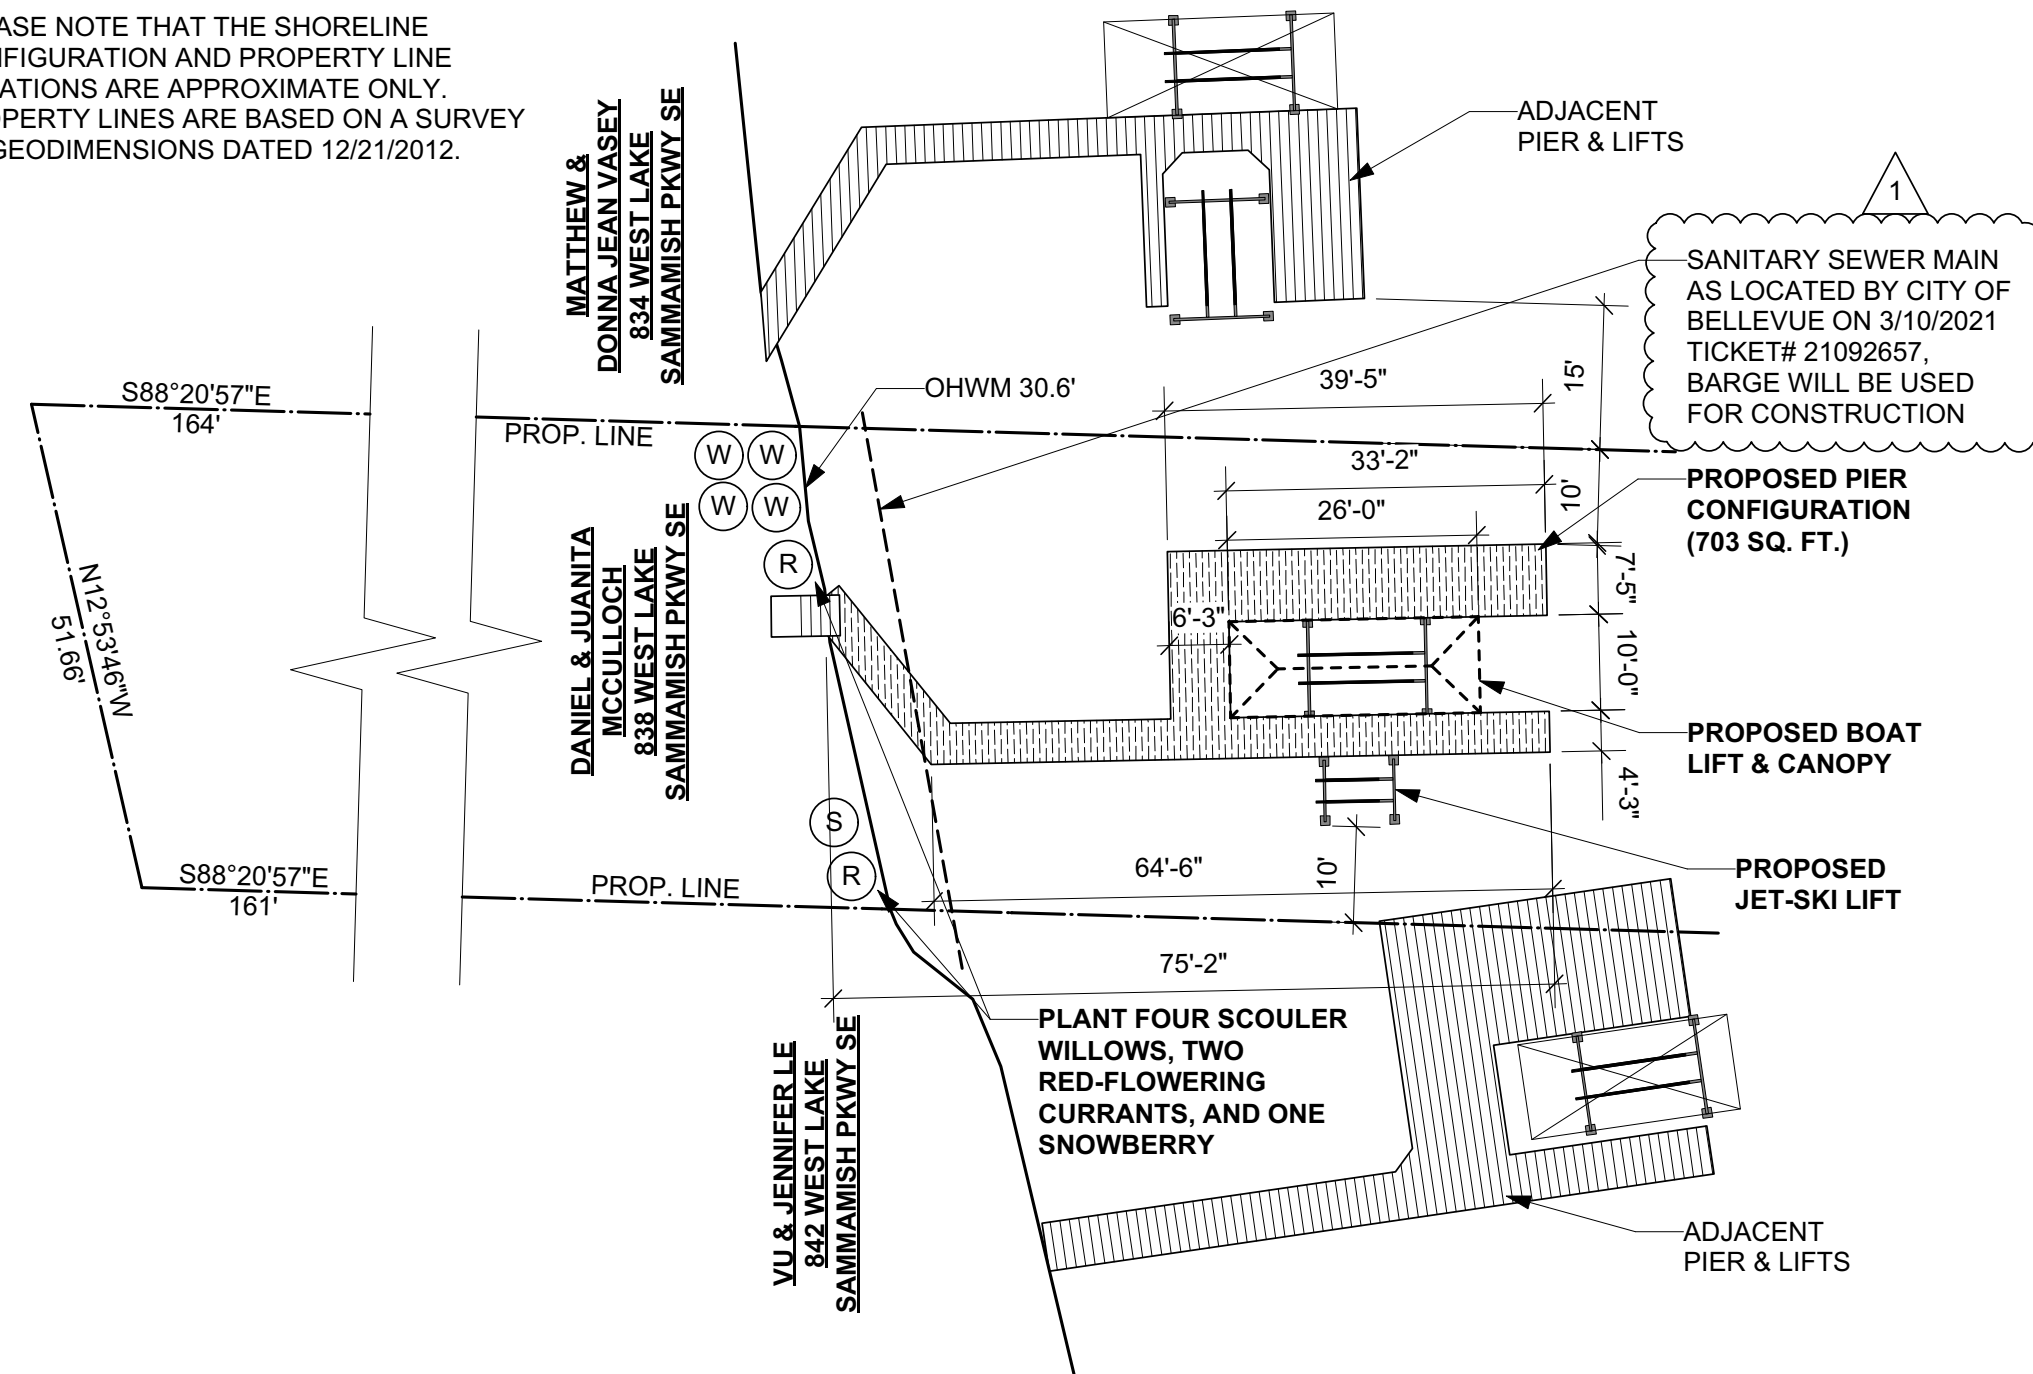 NOTE THAT THE SHORELINE
AND PROPERTY LINE
ARE APPROXIMATE ONLY.
LINES ARE BASED ON A SURVEY
GEODIMENSIONS DATED 12/21/2012.
MATTHEW &
DONNA JEAN VASEY
834 WEST LAKE
SAMMAMISH PKWY SE
ADJACENT
PIER & LIFTS
1
SANITARY SEWER MAIN
AS LOCATED BY CITY OF
BELLEVUE ON 3/10/2021
TICKET# 21092657,
BARGE WILL BE USED
FOR CONSTRUCTION
S88°20'57"E
164'
PROP. LINE
OHWM 30.6'
39'-5"
15'
33'-2"
10'
26'-0"
W
W
W
W
R
PROPOSED PIER
CONFIGURATION
(703 SQ. FT.)
DANIEL & JUANITA
MCCULLOCH
838 WEST LAKE
SAMMAMISH PKWY SE
N12°53'46"W
51.66'
6'-3"
7'-5"
10'-0"
4'-3"
PROPOSED BOAT
LIFT & CANOPY
S
R
PROPOSED
JET-SKI LIFT
S88°20'57"E
161'
PROP. LINE
64'-6"
10'
75'-2"
PLANT FOUR SCOULER
WILLOWS, TWO
RED-FLOWERING
CURRANTS, AND ONE
SNOWBERRY
VU & JENNIFER LE
842 WEST LAKE
SAMMAMISH PKWY SE
ADJACENT
PIER & LIFTS